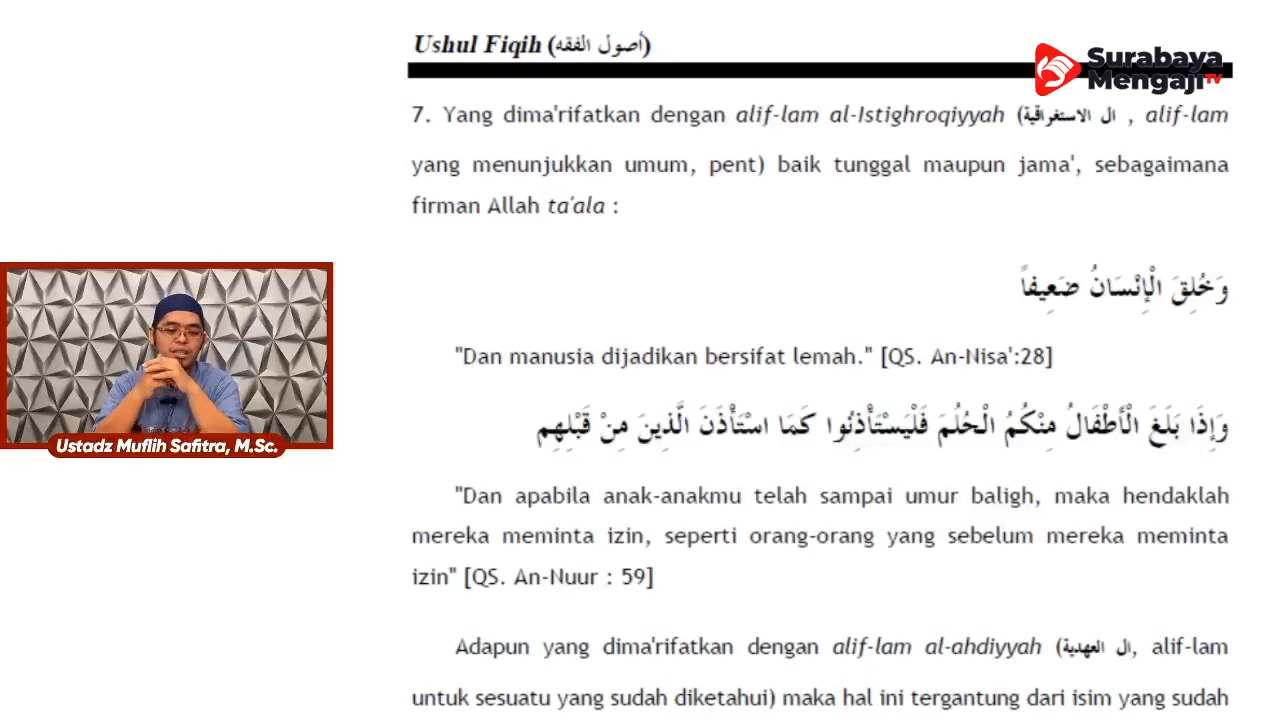 Ushul Fiqih (أصول الفقه)
Surabaya
Mengaji TV
7. Yang dima'rifatkan dengan alif-lam al-Istighroqiyyah (ال الاستغراقية , alif-lam
yang menunjukkan umum, pent) baik tunggal maupun jama', sebagaimana
firman Allah ta'ala :
وَخُلِقَ الْإِنْسَانُ ضَعِيفاً
"Dan manusia dijadikan bersifat lemah." [QS. An-Nisa':28]
وَإِذَا بَلَغَ الْأَطْفَالُ مِنْكُمُ الْحُلُمَ فَلْيَسْتَأْذِنُوا كَمَا اسْتَأْذَنَ الَّذِينَ مِنْ قَبْلِهِم
"Dan apabila anak-anakmu telah sampai umur baligh, maka hendaklah
mereka meminta izin, seperti orang-orang yang sebelum mereka meminta
izin" [QS. An-Nuur : 59]
Adapun yang dima'rifatkan dengan alif-lam al-ahdiyyah (ال العهدية, alif-lam
untuk sesuatu yang sudah diketahui) maka hal ini tergantung dari isim yang sudah
Ustadz Muflih Safitra, M.Sc.